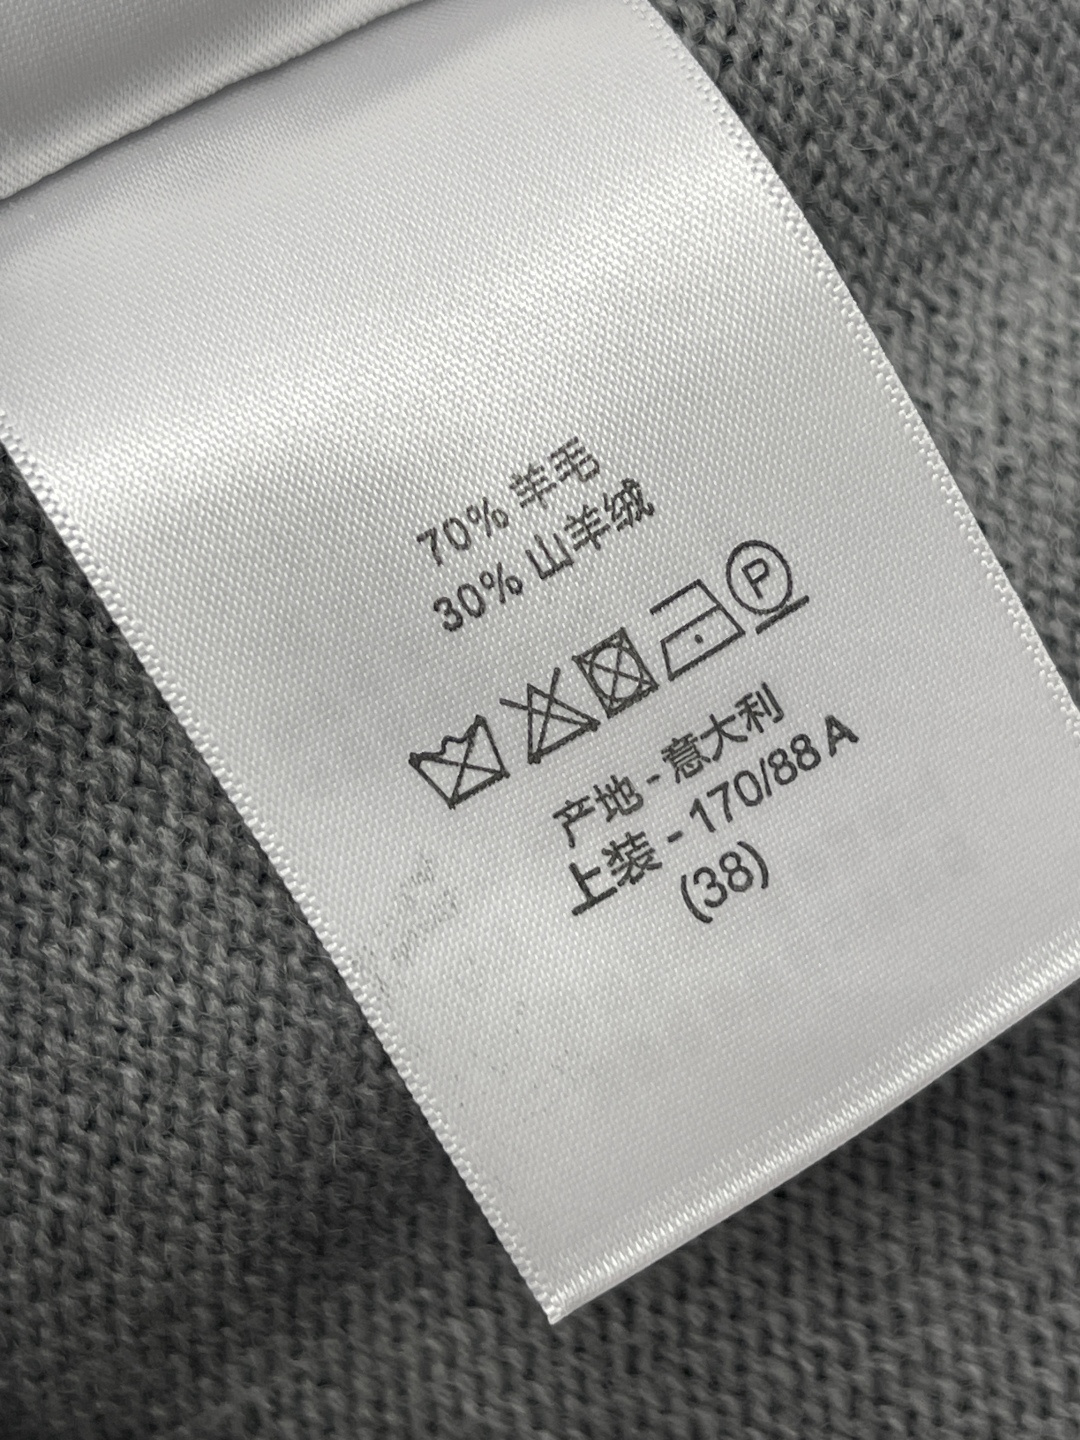 70% 羊毛
30% 山羊绒
P
产地 - 意大利
上装 - 170/88 A
(38)